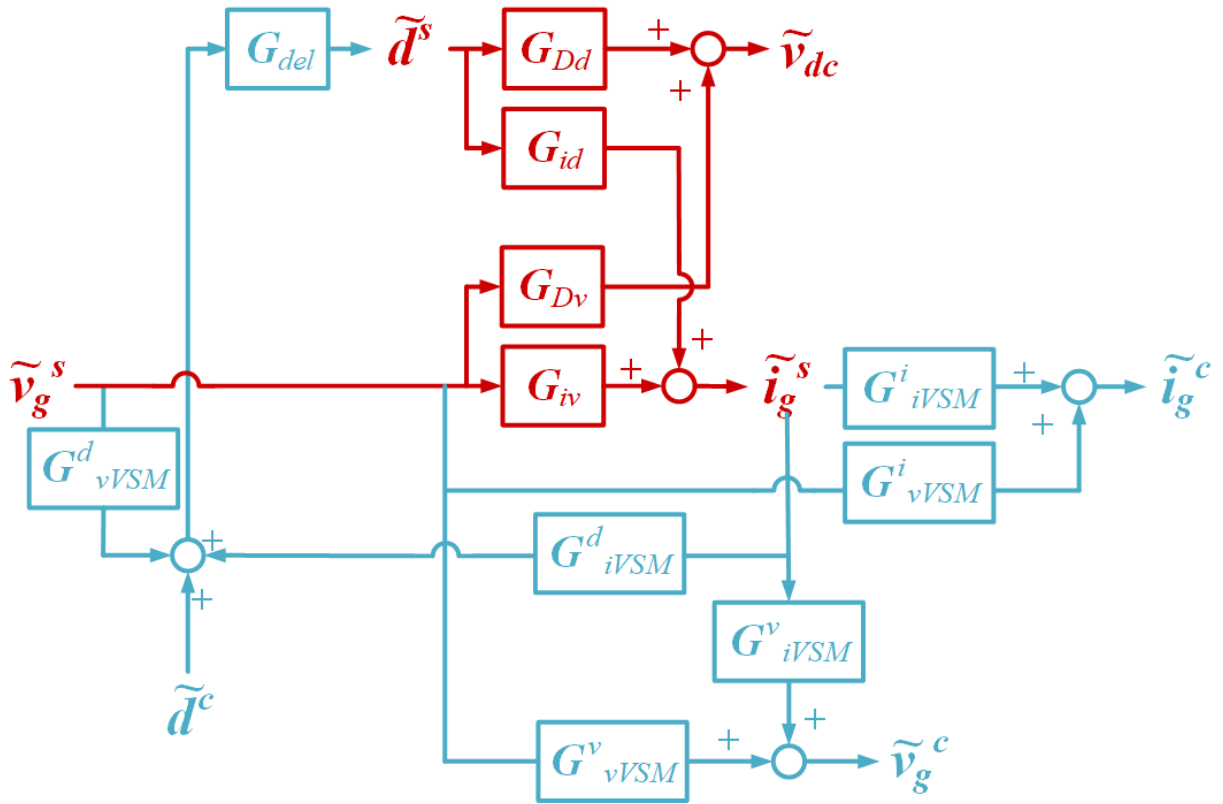 G_del d̃^s G_Dd + ṽ_dc
+
G_id
G_Dv
+
ṽ_g^s G_iv + ĩ_g^s G^i_iVSM + ĩ_g^c
+
G^d_vVSM G^i_vVSM
+ + G^d_iVSM
+
G^v_iVSM
d̃^c
+
G^v_vVSM + ṽ_g^c